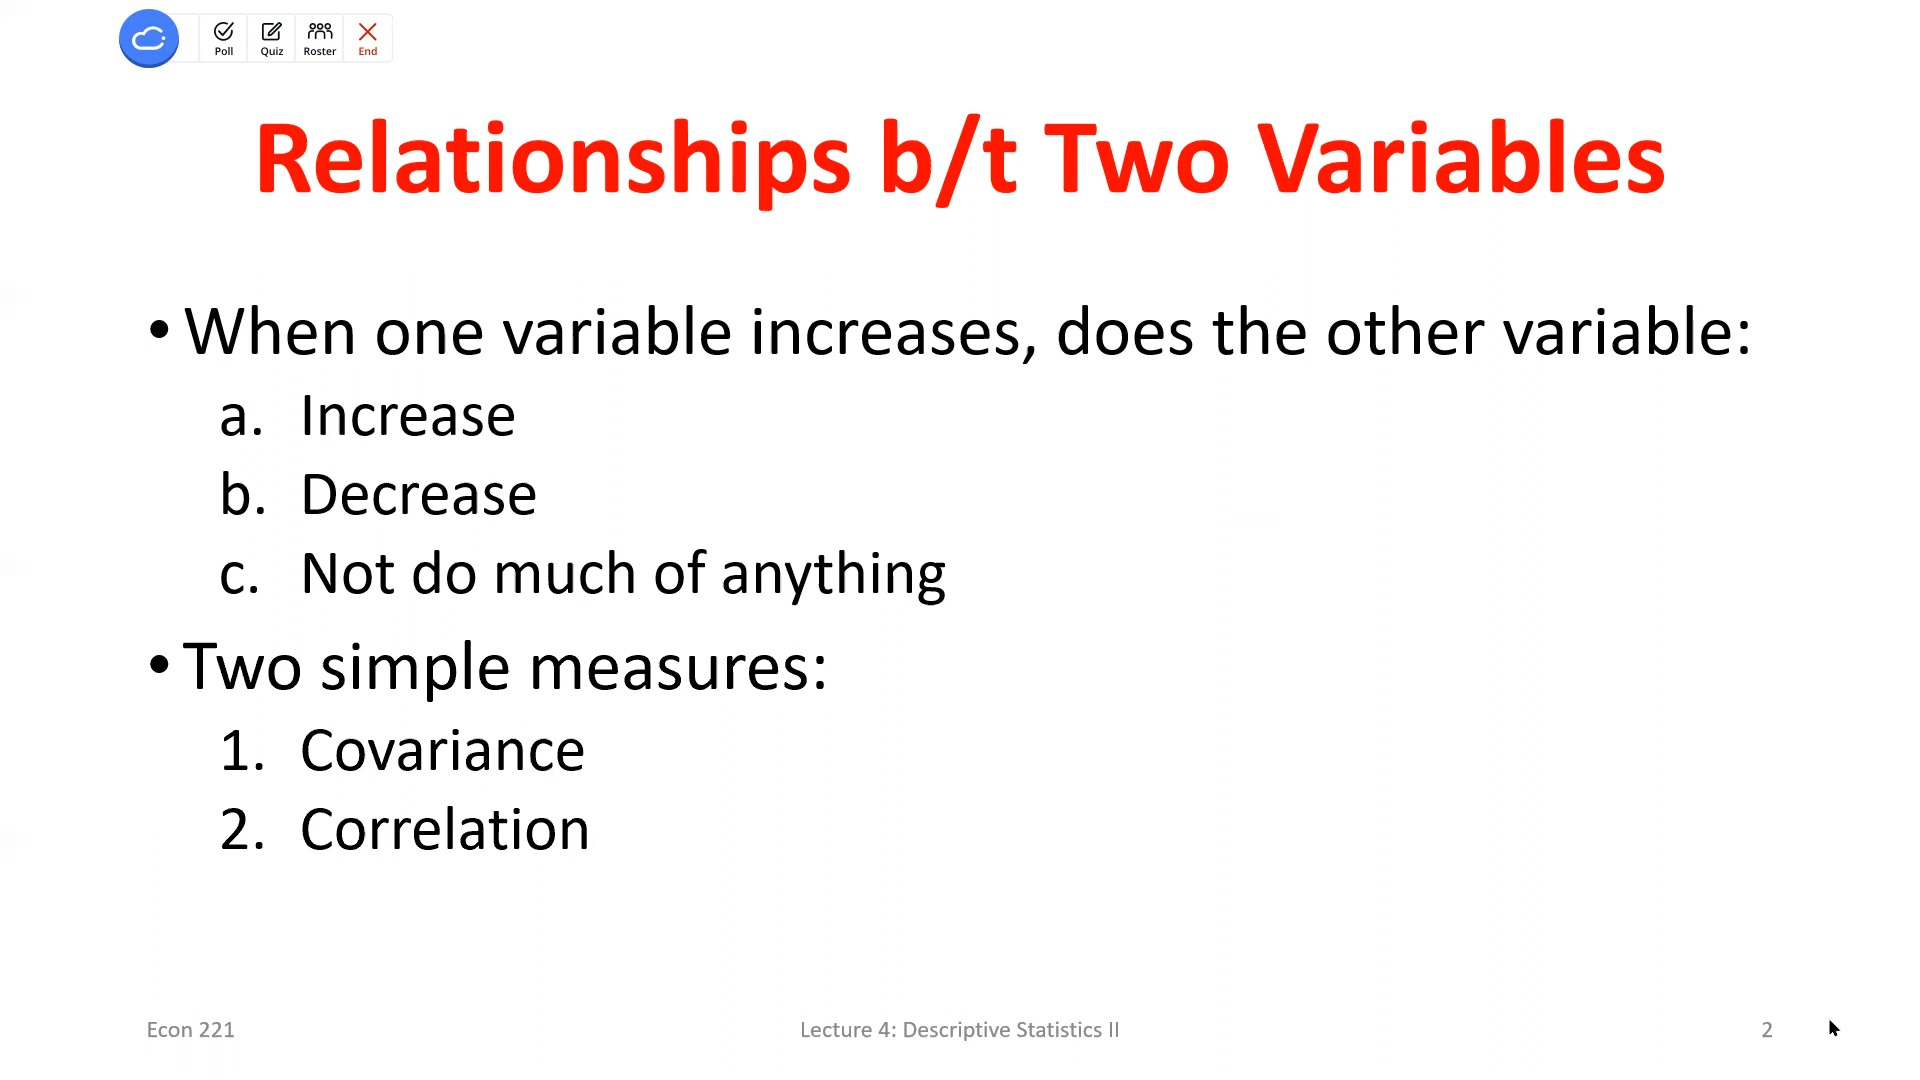 Poll Quiz Roster End
Relationships b/t Two Variables
• When one variable increases, does the other variable:
a. Increase
b. Decrease
c. Not do much of anything
• Two simple measures:
1. Covariance
2. Correlation
Econ 221 Lecture 4: Descriptive Statistics II 2